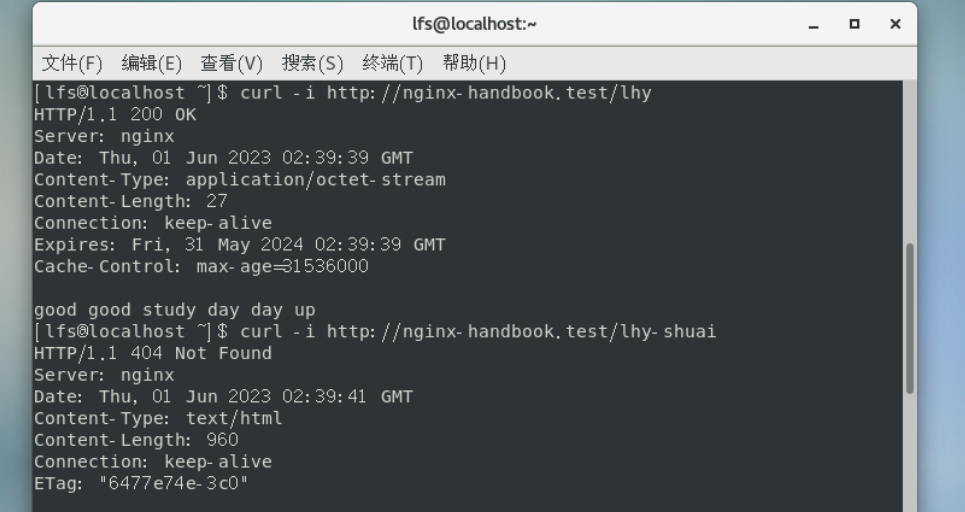 lfs@localhost:~
文件(F) 编辑(E) 查看(V) 搜索(S) 终端(T) 帮助(H)
[lfs@localhost ~]$ curl -i http://nginx-handbook.test/lhy
HTTP/1.1 200 OK
Server: nginx
Date: Thu, 01 Jun 2023 02:39:39 GMT
Content-Type: application/octet-stream
Content-Length: 27
Connection: keep-alive
Expires: Fri, 31 May 2024 02:39:39 GMT
Cache-Control: max-age=31536000
good good study day day up
[lfs@localhost ~]$ curl -i http://nginx-handbook.test/lhy-shuai
HTTP/1.1 404 Not Found
Server: nginx
Date: Thu, 01 Jun 2023 02:39:41 GMT
Content-Type: text/html
Content-Length: 960
Connection: keep-alive
ETag: "6477e74e-3c0"